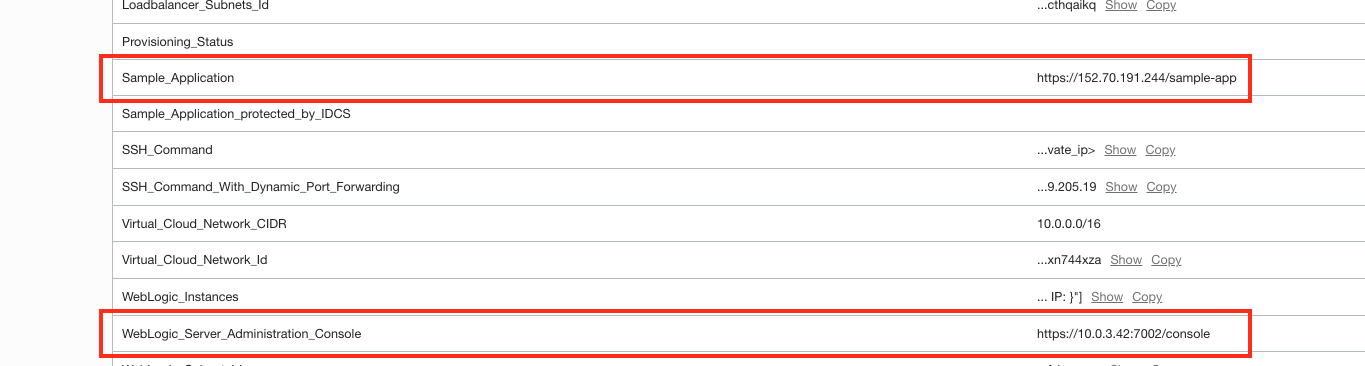 Loadbalancer_Subnets_Id ...cthqaikq Show Copy
Provisioning_Status
Sample_Application https://152.70.191.244/sample-app
Sample_Application_protected_by_IDCS
SSH_Command ...vate_ip> Show Copy
SSH_Command_With_Dynamic_Port_Forwarding ...9.205.19 Show Copy
Virtual_Cloud_Network_CIDR 10.0.0.0/16
Virtual_Cloud_Network_Id ...xn744xza Show Copy
WebLogic_Instances ... IP: }"] Show Copy
WebLogic_Server_Administration_Console https://10.0.3.42:7002/console